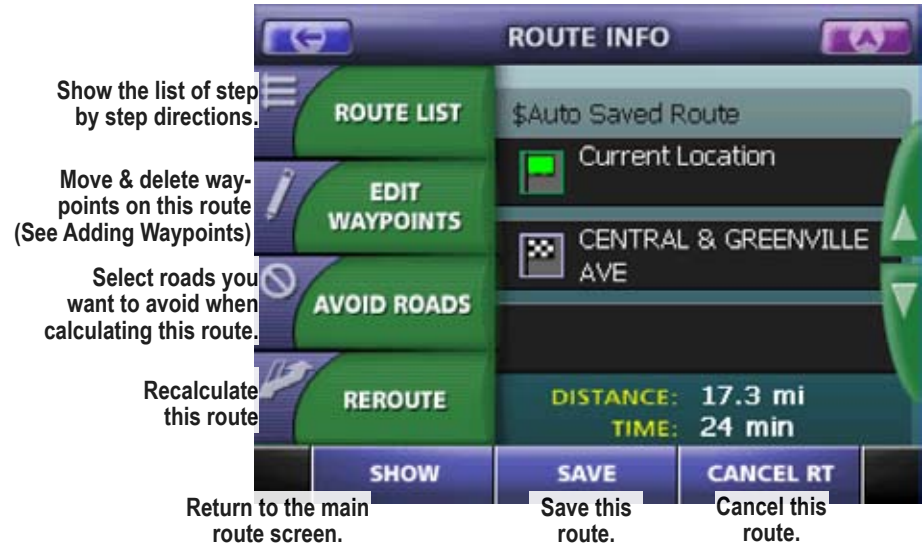 ROUTE INFO
Show the list of step
by step directions.
ROUTE LIST
$Auto Saved Route
Current Location
Move & delete way-
points on this route
(See Adding Waypoints)
EDIT
WAYPOINTS
CENTRAL & GREENVILLE
AVE
Select roads you
want to avoid when
calculating this route.
AVOID ROADS
Recalculate
this route
REROUTE
DISTANCE: 17.3 mi
TIME: 24 min
SHOW
SAVE
CANCEL RT
Return to the main
route screen.
Save this
route.
Cancel this
route.